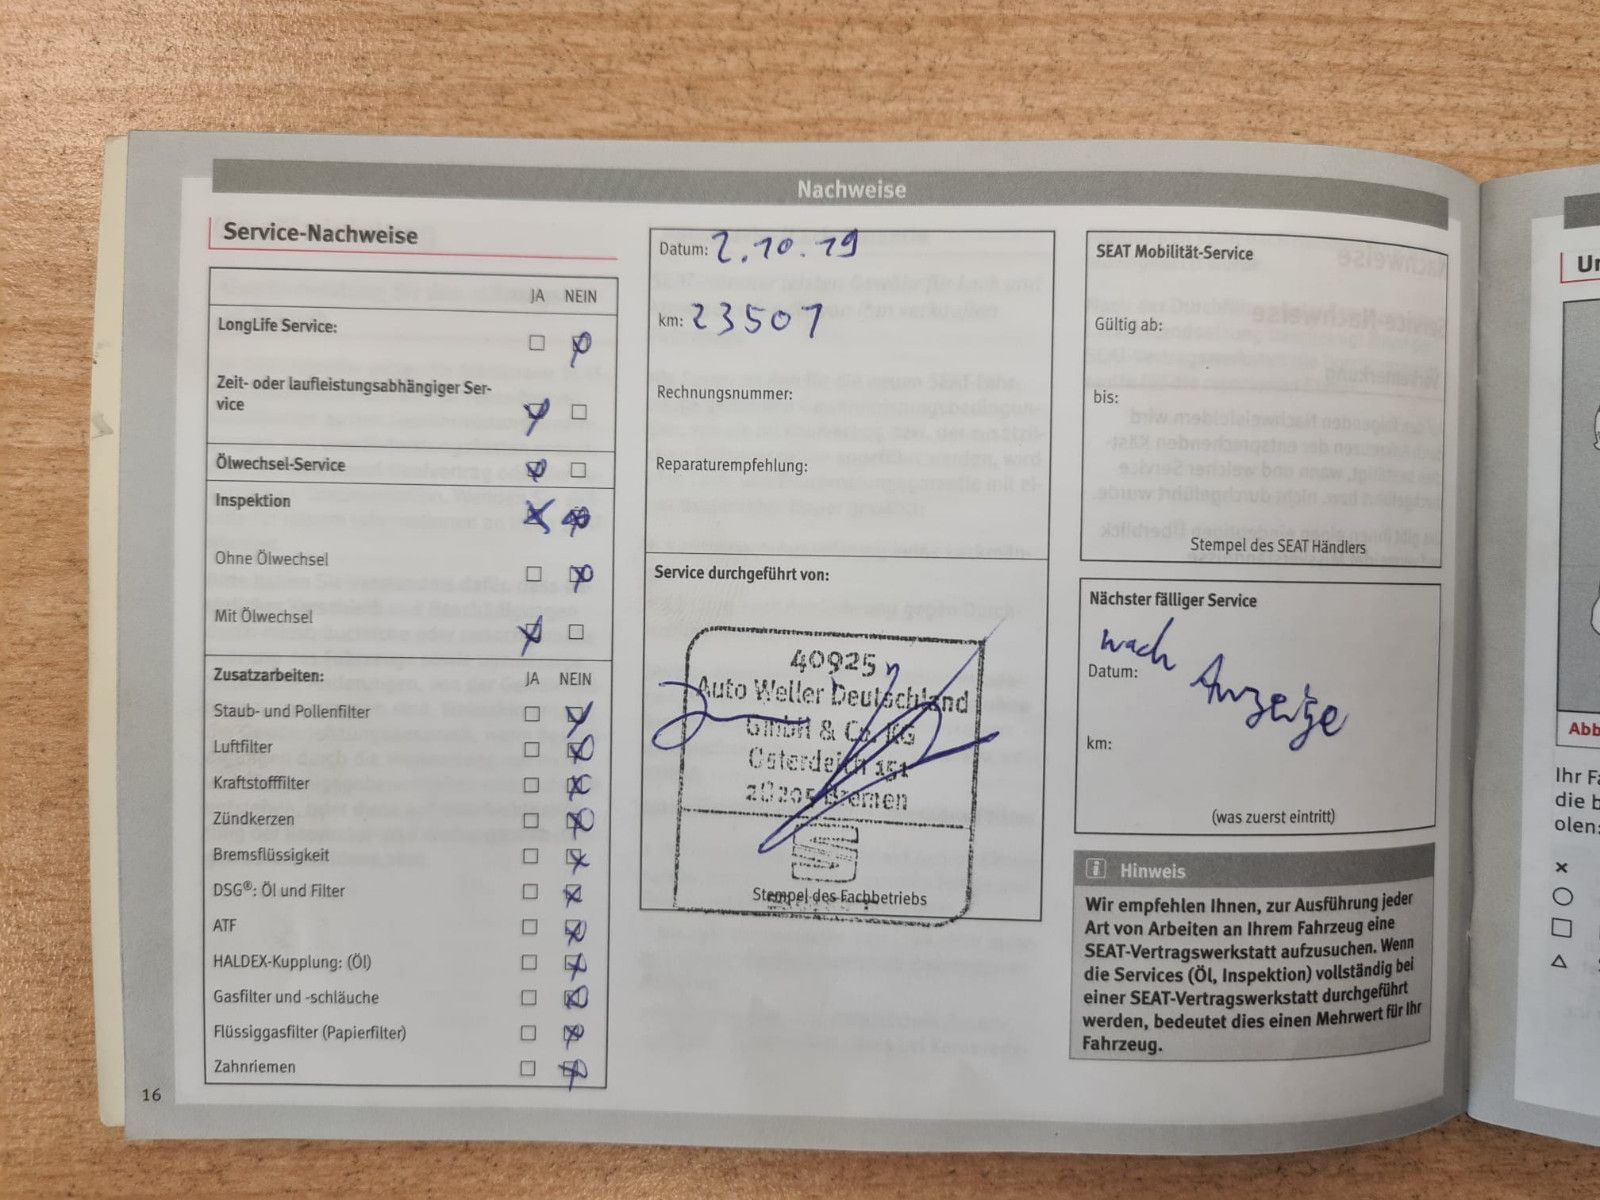 Nachweise
Service-Nachweise
JA NEIN
LongLife Service:
Zeit- oder laufleistungsabhängiger Ser-
vice
Ölwechsel-Service
Inspektion
Ohne Ölwechsel
Mit Ölwechsel
Zusatzarbeiten: JA NEIN
Staub- und Pollenfilter
Luftfilter
Kraftstofffilter
Zündkerzen
Bremsflüssigkeit
DSG®: Öl und Filter
ATF
HALDEX-Kupplung: (Öl)
Gasfilter und -schläuche
Flüssiggasfilter (Papierfilter)
Zahnriemen
16
Datum: 2.10.19
km: 23501
Rechnungsnummer:
Reparaturempfehlung:
Service durchgeführt von:
40925
Auto Weller Deutschland
GmbH & Co. KG
Osterdeich 151
28205 Bremen
Stempel des Fachbetriebs
SEAT Mobilität-Service
Gültig ab:
bis:
Stempel des SEAT Händlers
Nächster fälliger Service
nach Anzeige
Datum:
km:
(was zuerst eintritt)
i Hinweis
Wir empfehlen Ihnen, zur Ausführung jeder
Art von Arbeiten an Ihrem Fahrzeug eine
SEAT-Vertragswerkstatt aufzusuchen. Wenn
die Services (Öl, Inspektion) vollständig bei
einer SEAT-Vertragswerkstatt durchgeführt
werden, bedeutet dies einen Mehrwert für Ihr
Fahrzeug.
Abb
Ihr F
die b
olen: